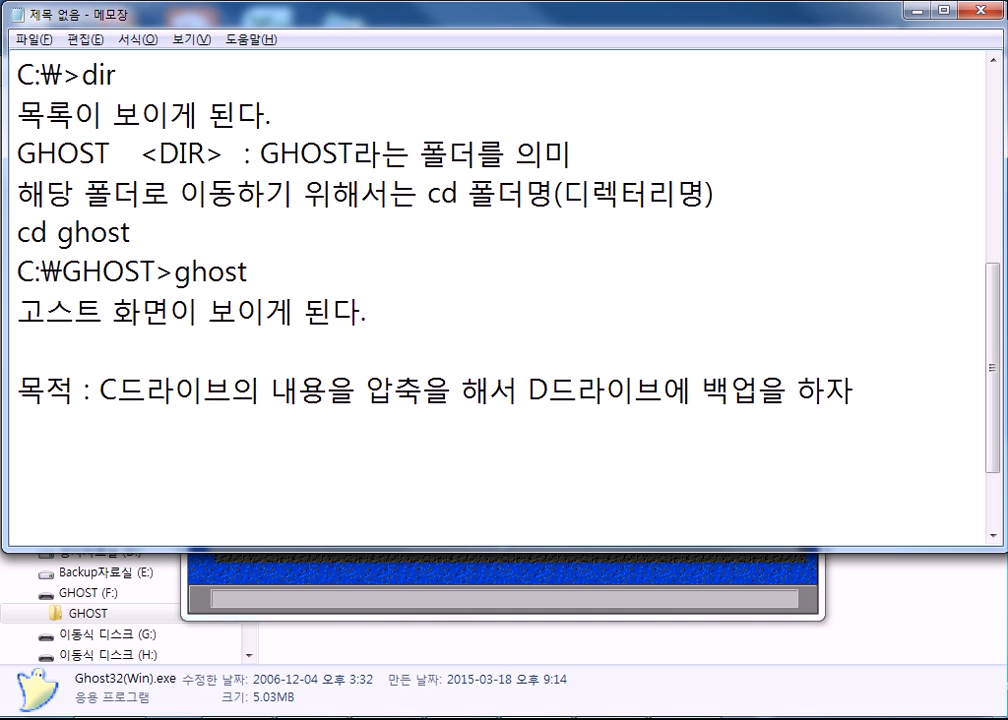 제목 없음 - 메모장
파일(F) 편집(E) 서식(O) 보기(V) 도움말(H)
C:₩>dir
목록이 보이게 된다.
GHOST <DIR> : GHOST라는 폴더를 의미
해당 폴더로 이동하기 위해서는 cd 폴더명(디렉터리명)
cd ghost
C:₩GHOST>ghost
고스트 화면이 보이게 된다.
목적 : C드라이브의 내용을 압축을 해서 D드라이브에 백업을 하자
Backup자료실 (E:)
GHOST (F:)
GHOST
이동식 디스크 (G:)
이동식 디스크 (H:)
Ghost32(Win).exe 수정한 날짜: 2006-12-04 오후 3:32 만든 날짜: 2015-03-18 오후 9:14
응용 프로그램 크기: 5.03MB